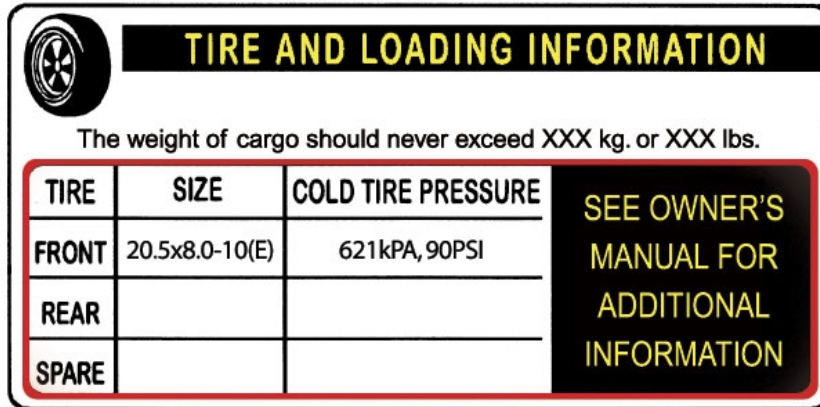 TIRE AND LOADING INFORMATION
The weight of cargo should never exceed XXX kg. or XXX lbs.
TIRE SIZE COLD TIRE PRESSURE
FRONT 20.5x8.0-10(E) 621kPA, 90PSI
REAR
SPARE
SEE OWNER'S
MANUAL FOR
ADDITIONAL
INFORMATION